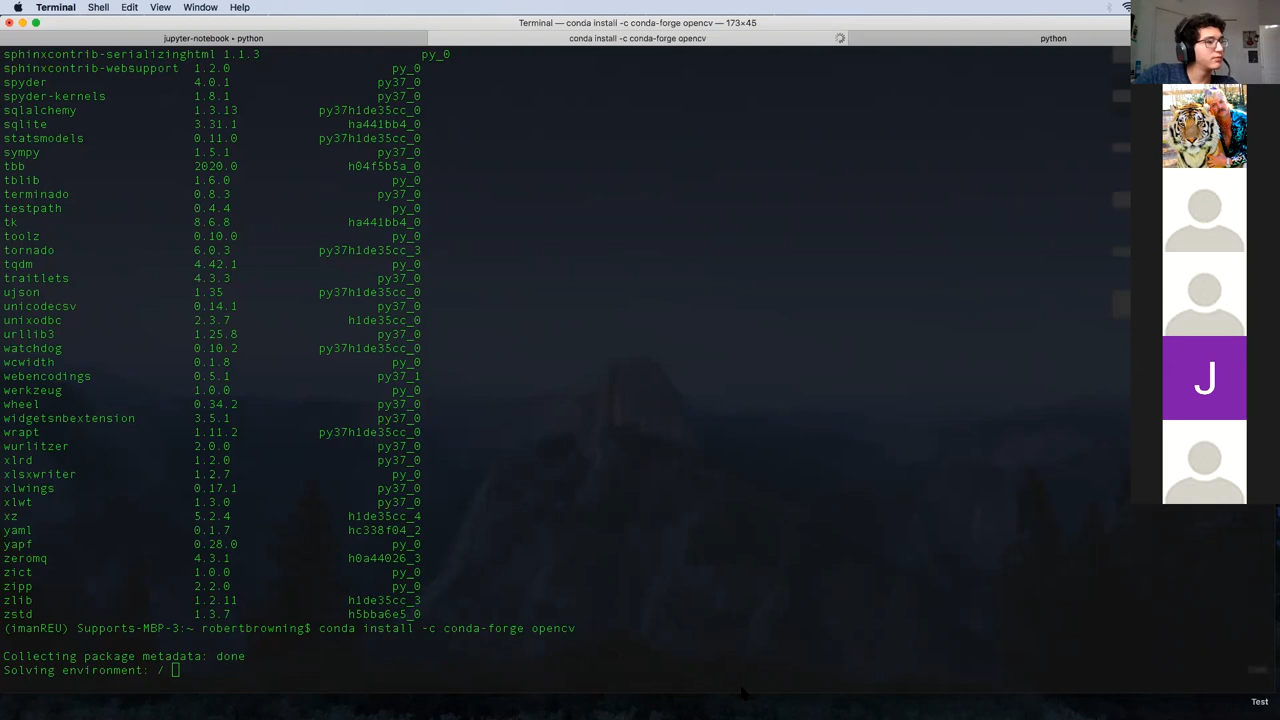 Terminal Shell Edit View Window Help
Terminal — conda install -c conda-forge opencv — 173×45
jupyter-notebook • python conda install -c conda-forge opencv python
sphinxcontrib-serializinghtml 1.1.3 py_0
sphinxcontrib-websupport 1.2.0 py_0
spyder 4.0.1 py37_0
spyder-kernels 1.8.1 py37_0
sqlalchemy 1.3.13 py37h1de35cc_0
sqlite 3.31.1 ha441bb4_0
statsmodels 0.11.0 py37h1de35cc_0
sympy 1.5.1 py37_0
tbb 2020.0 h04f5b5a_0
tblib 1.6.0 py_0
terminado 0.8.3 py37_0
testpath 0.4.4 py_0
tk 8.6.8 ha441bb4_0
toolz 0.10.0 py_0
tornado 6.0.3 py37h1de35cc_3
tqdm 4.42.1 py_0
traitlets 4.3.3 py37_0
ujson 1.35 py37h1de35cc_0
unicodecsv 0.14.1 py37_0
unixodbc 2.3.7 h1de35cc_0
urllib3 1.25.8 py37_0
watchdog 0.10.2 py37h1de35cc_0
wcwidth 0.1.8 py_0
webencodings 0.5.1 py37_1
werkzeug 1.0.0 py_0
wheel 0.34.2 py37_0
widgetsnbextension 3.5.1 py37_0
wrapt 1.11.2 py37h1de35cc_0
wurlitzer 2.0.0 py37_0
xlrd 1.2.0 py37_0
xlsxwriter 1.2.7 py_0
xlwings 0.17.1 py37_0
xlwt 1.3.0 py37_0
xz 5.2.4 h1de35cc_4
yaml 0.1.7 hc338f04_2
yapf 0.28.0 py_0
zeromq 4.3.1 h0a44026_3
zict 1.0.0 py_0
zipp 2.2.0 py_0
zlib 1.2.11 h1de35cc_3
zstd 1.3.7 h5bba6e5_0
(imanREU) Supports-MBP-3:~ robertbrowning$ conda install -c conda-forge opencv
Collecting package metadata: done
Solving environment: /
J
Test